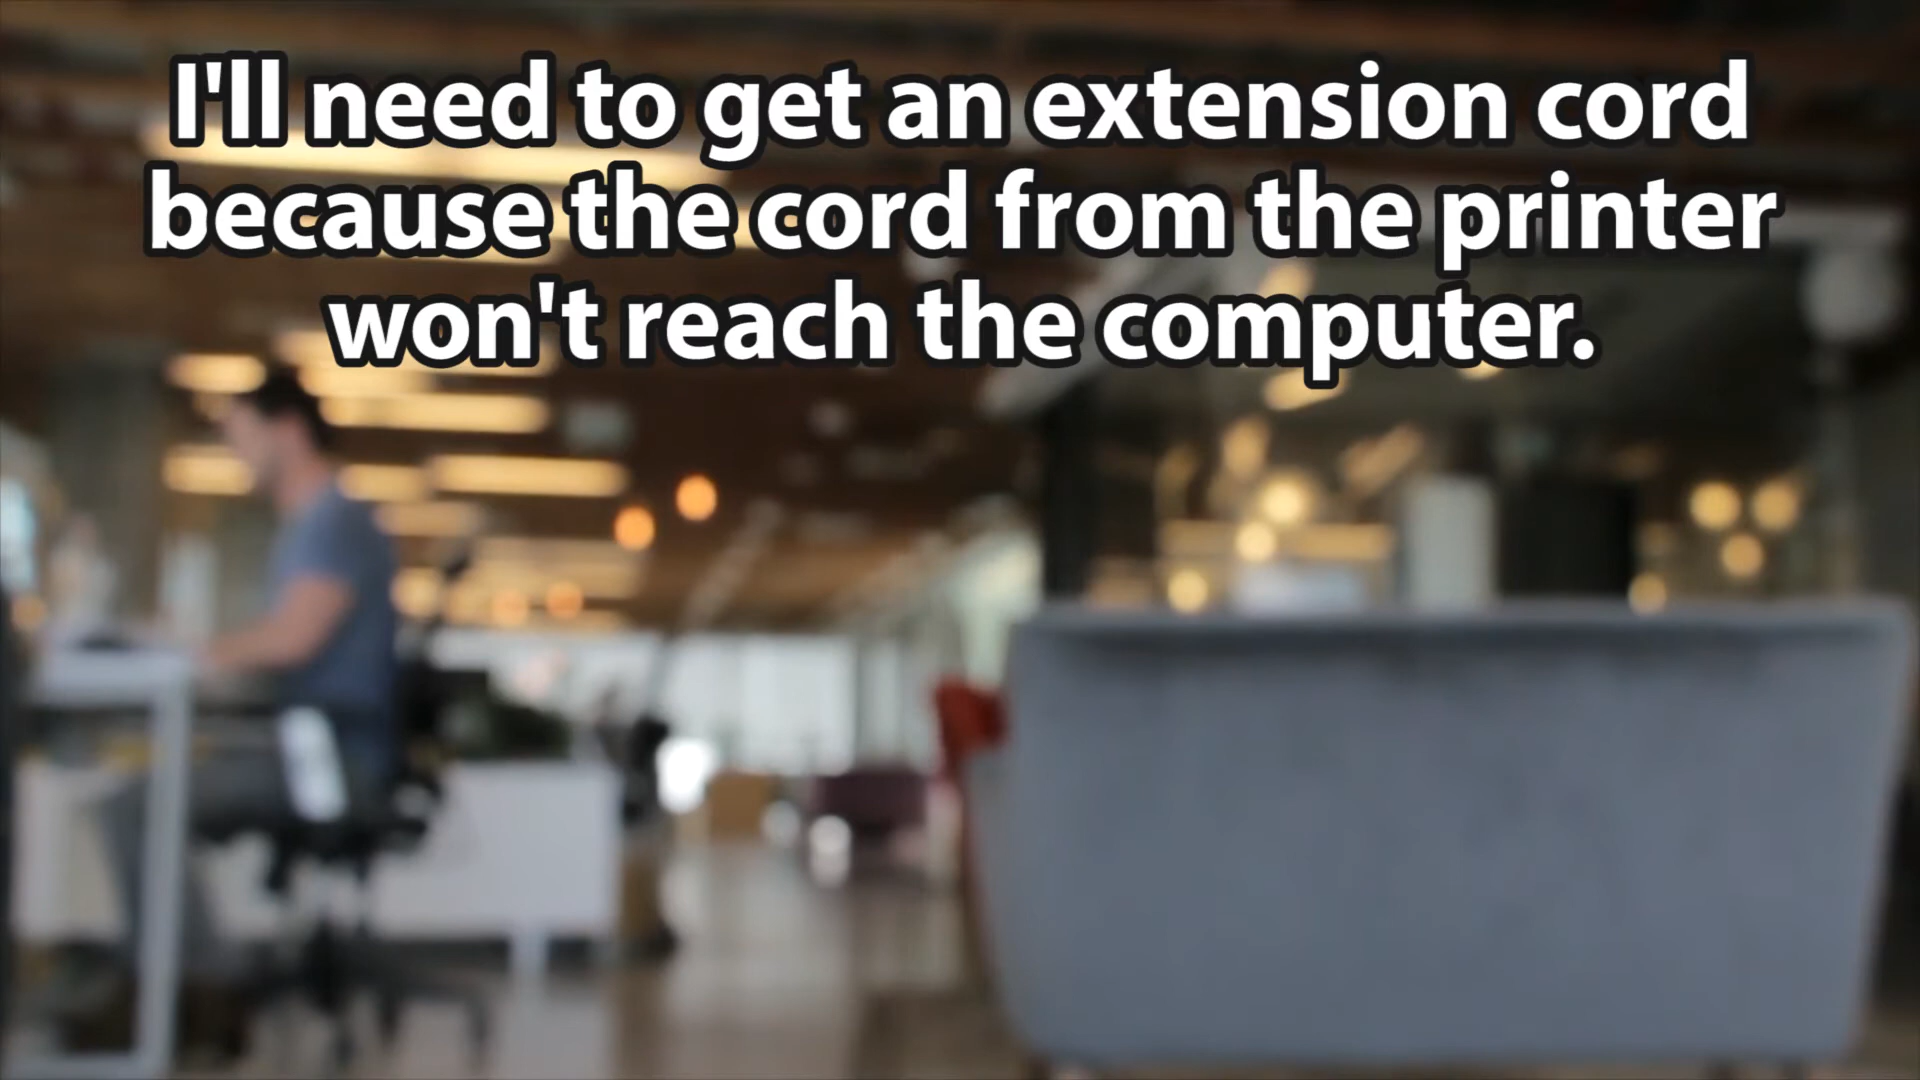 I'll need to get an extension cord
because the cord from the printer
won't reach the computer.